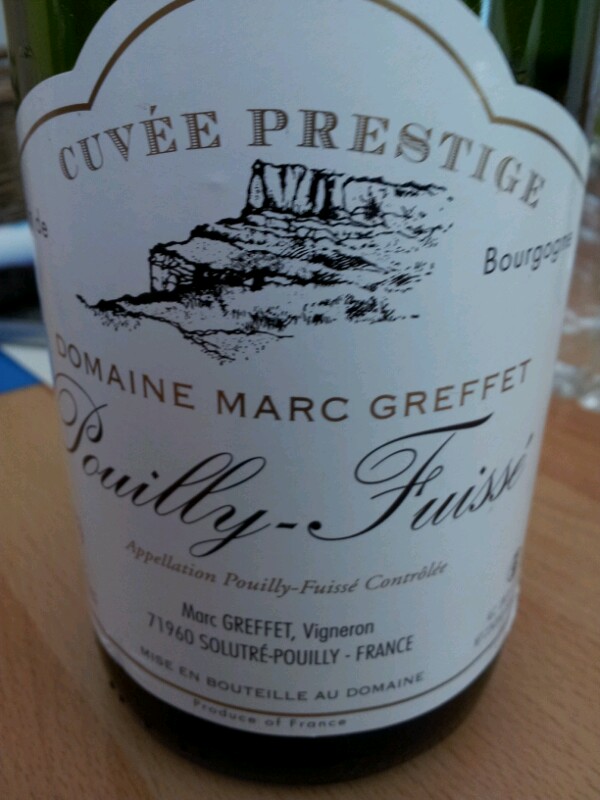 CUVÉE PRESTIGE
de
Bourgogne
DOMAINE MARC GREFFET
Pouilly-Fuissé
Appellation Pouilly-Fuissé Contrôlée
Marc GREFFET, Vigneron
71960 SOLUTRÉ-POUILLY - FRANCE
MISE EN BOUTEILLE AU DOMAINE
Produce of France